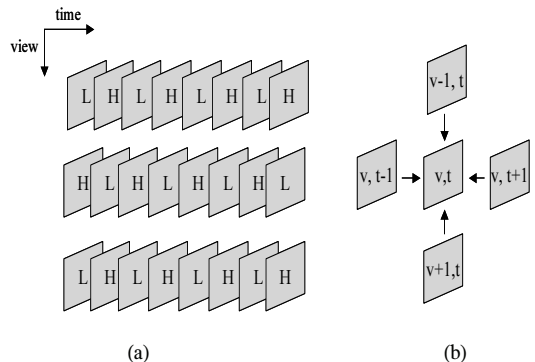 time
view
L H L H L H L H
v-1, t
H L H L H L H L
v, t-1 v,t v, t+1
L H L H L H L H
v+1,t
(a) (b)